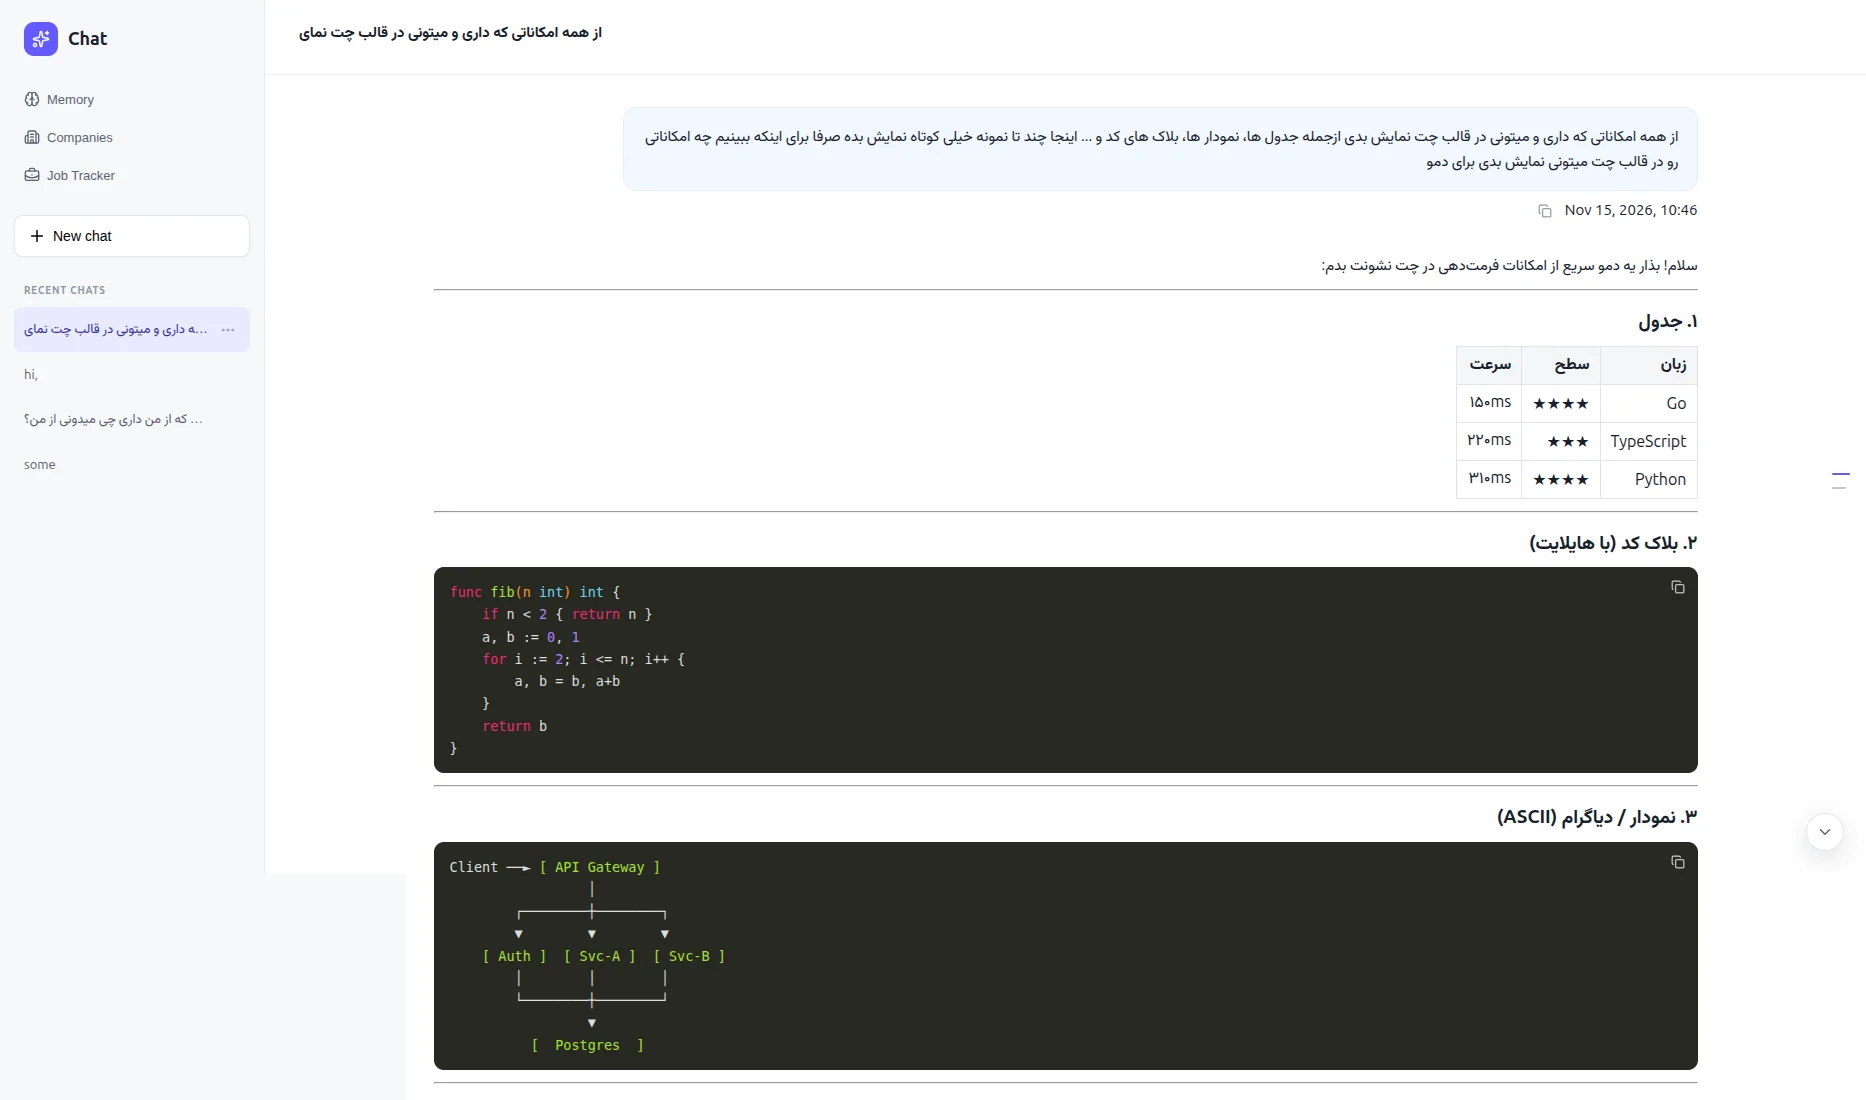 Chat
Memory
Companies
Job Tracker
New chat
RECENT CHATS
ه داری و میتونی در قالب چت نمای...
hi,
... که از من داری چی میدونی از من؟
some
از همه امکاناتی که داری و میتونی در قالب چت نمای
از همه امکاناتی که داری و میتونی در قالب چت نمایش بدی ازجمله جدول ها، نمودار ها، بلاک های کد و ... اینجا چند تا نمونه خیلی کوتاه نمایش بده صرفا برای اینکه ببینیم چه امکاناتی
رو در قالب چت میتونی نمایش بدی برای دمو
Nov 15, 2026, 10:46
سلام! بذار یه دمو سریع از امکانات فرمت‌دهی در چت نشونت بدم:
۱. جدول
زبان سطح سرعت
Go ★★★★ ۱۵۰ms
TypeScript ★★★ ۲۲۰ms
Python ★★★★ ۳۱۰ms
۲. بلاک کد (با هایلایت)
func fib(n int) int {
    if n < 2 { return n }
    a, b := 0, 1
    for i := 2; i <= n; i++ {
        a, b = b, a+b
    }
    return b
}
۳. نمودار / دیاگرام (ASCII)
Client ──► [ API Gateway ]
[ Auth ]  [ Svc-A ]  [ Svc-B ]
[  Postgres  ]